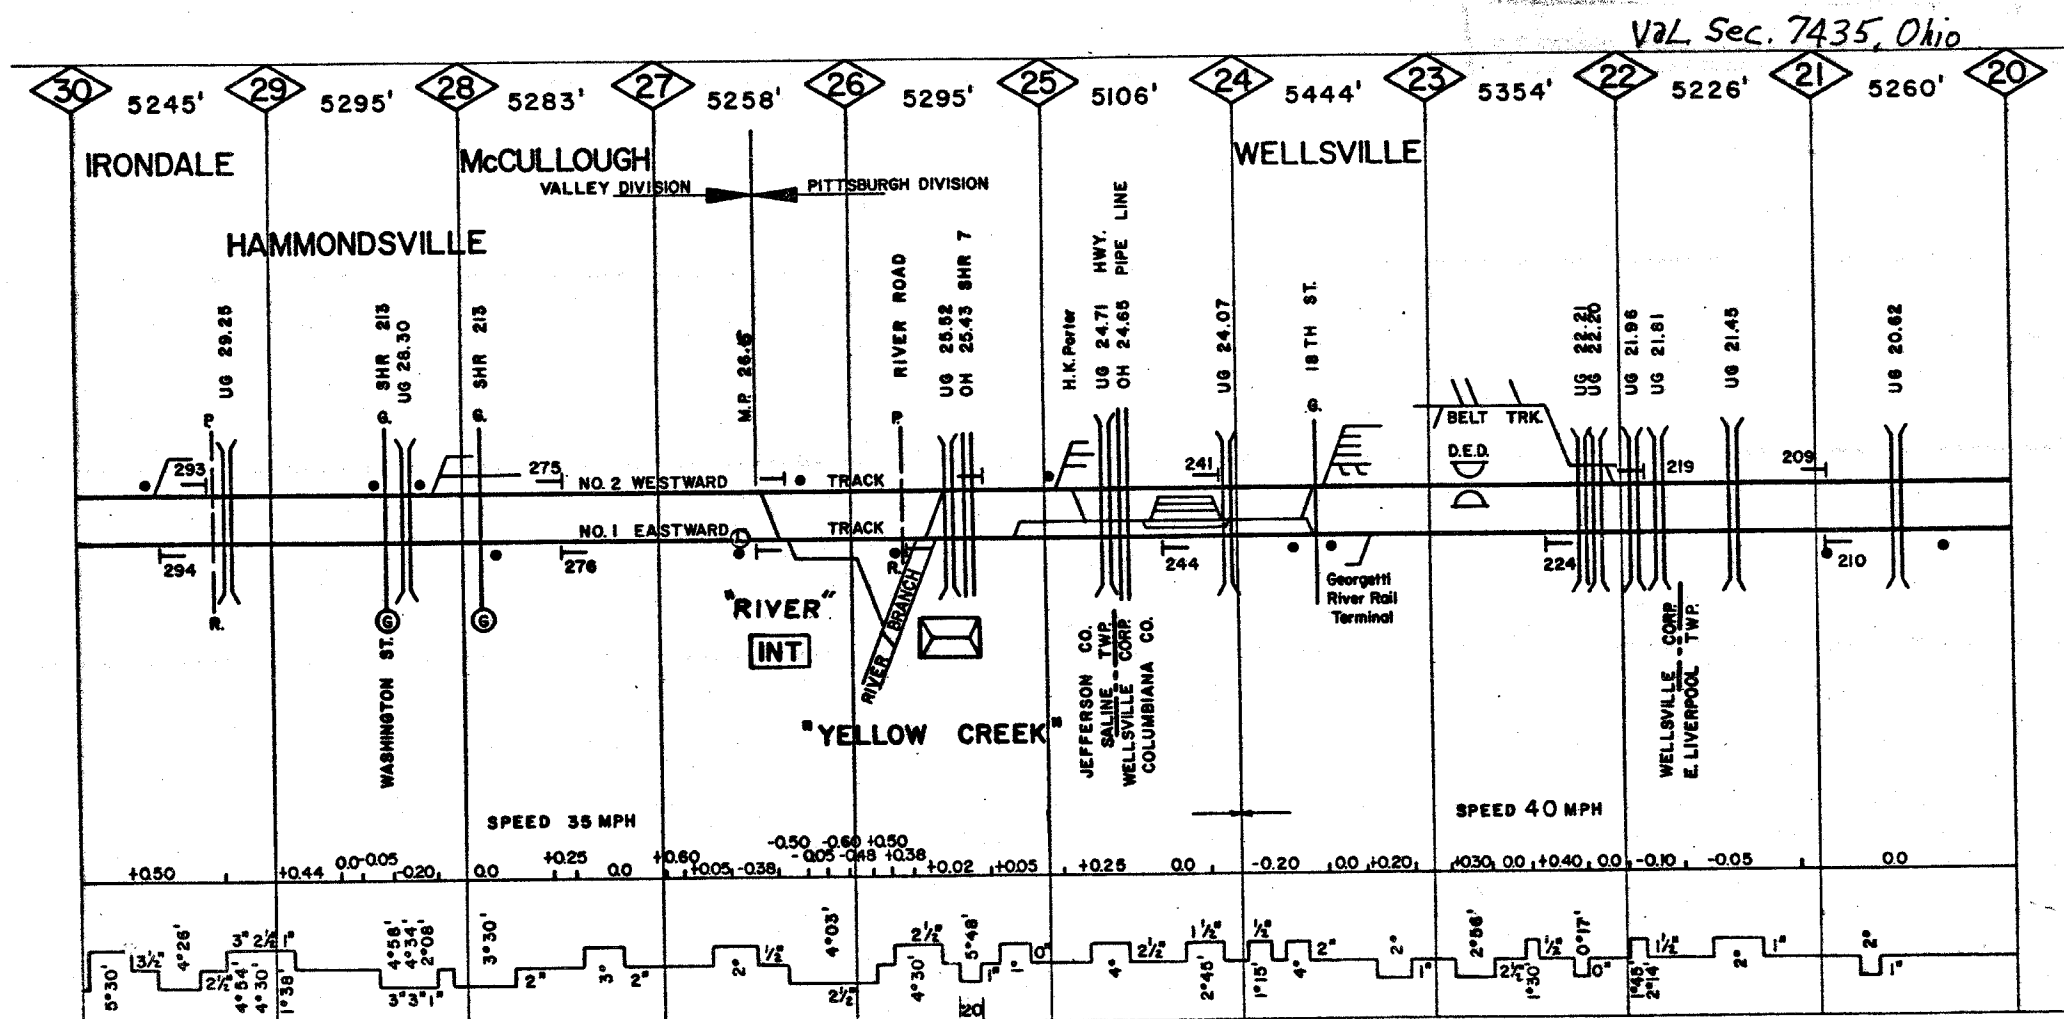 Val. Sec. 7435, Ohio
30 5245' 29 5295' 28 5283' 27 5258' 26 5295' 25 5106' 24 5444' 23 5354' 22 5226' 21 5260' 20
IRONDALE
McCULLOUGH
WELLSVILLE
VALLEY DIVISION
PITTSBURGH DIVISION
HAMMONDSVILLE
UG 29.25
SHR 213
UG 28.30
SHR 213
M.P. 26.
RIVER ROAD
UG 25.52
OH 25.43 SHR 7
H.K. Porter
UG 24.71 HWY.
OH 24.65 PIPE LINE
UG 24.07
18TH ST.
UG 22.21
UG 22.20
UG 21.96
UG 21.81
UG 21.45
UG 20.62
P. G. P. P. G.
BELT TRK.
D.E.D.
293
275
241
219
209
NO. 2 WESTWARD TRACK
NO. 1 EASTWARD TRACK
294
276
244
224
210
R.
R.
G
G
L
"RIVER"
INT
RIVER BRANCH
"YELLOW CREEK"
WASHINGTON ST.
JEFFERSON CO.
SALINE TWP.
WELLSVILLE CORP.
COLUMBIANA CO.
Georgetti
River Rail
Terminal
WELLSVILLE CORP.
E. LIVERPOOL TWP.
SPEED 35 MPH
SPEED 40 MPH
-0.50 -0.60 +0.50
+0.50 +0.44 0.0 -0.05 -0.20 0.0 +0.25 0.0 +0.60 +0.05 -0.38 -0.05 -0.48 +0.38 +0.02 +0.05 +0.25 0.0 -0.20 0.0 +0.20 +0.30 0.0 +0.40 0.0 -0.10 -0.05 0.0
5°30' 3½" 4°26' 2½" 3" 2½" 1" 4°54' 4°30' 1°38' 4°58' 4°34' 2°08' 3" 3" 1" 3°30' 2" 3° 2" 2° ½" 4°03' 2½" 2½" 4°30' 5°48' 1" 1° 0" 4° 2½" 1½" 2°45' ½" 1°15' 4° 2" 2° 1" 2°56' 2½" 1°30' ½" 0°17' 0" 1½" 1°45' 2°14' 2° 1" 2° 1"
20